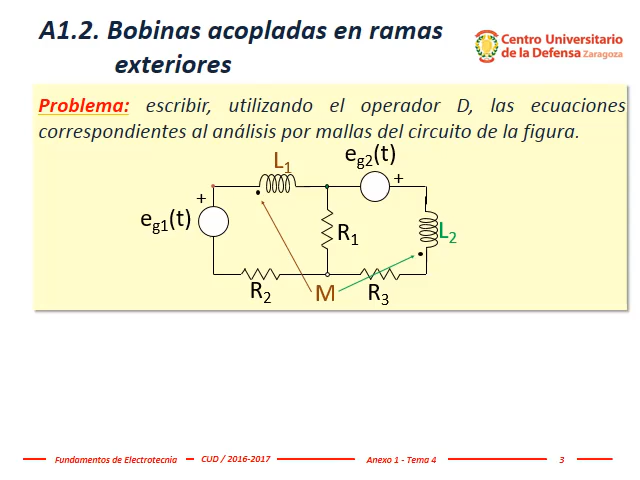 A1.2. Bobinas acopladas en ramas
exteriores
Centro Universitario
de la Defensa Zaragoza
Problema: escribir, utilizando el operador D, las ecuaciones
correspondientes al análisis por mallas del circuito de la figura.
L1
eg2(t)
+
+
eg1(t)
R1
L2
R2
M
R3
Fundamentos de Electrotecnia
CUD / 2016-2017
Anexo 1 - Tema 4
3